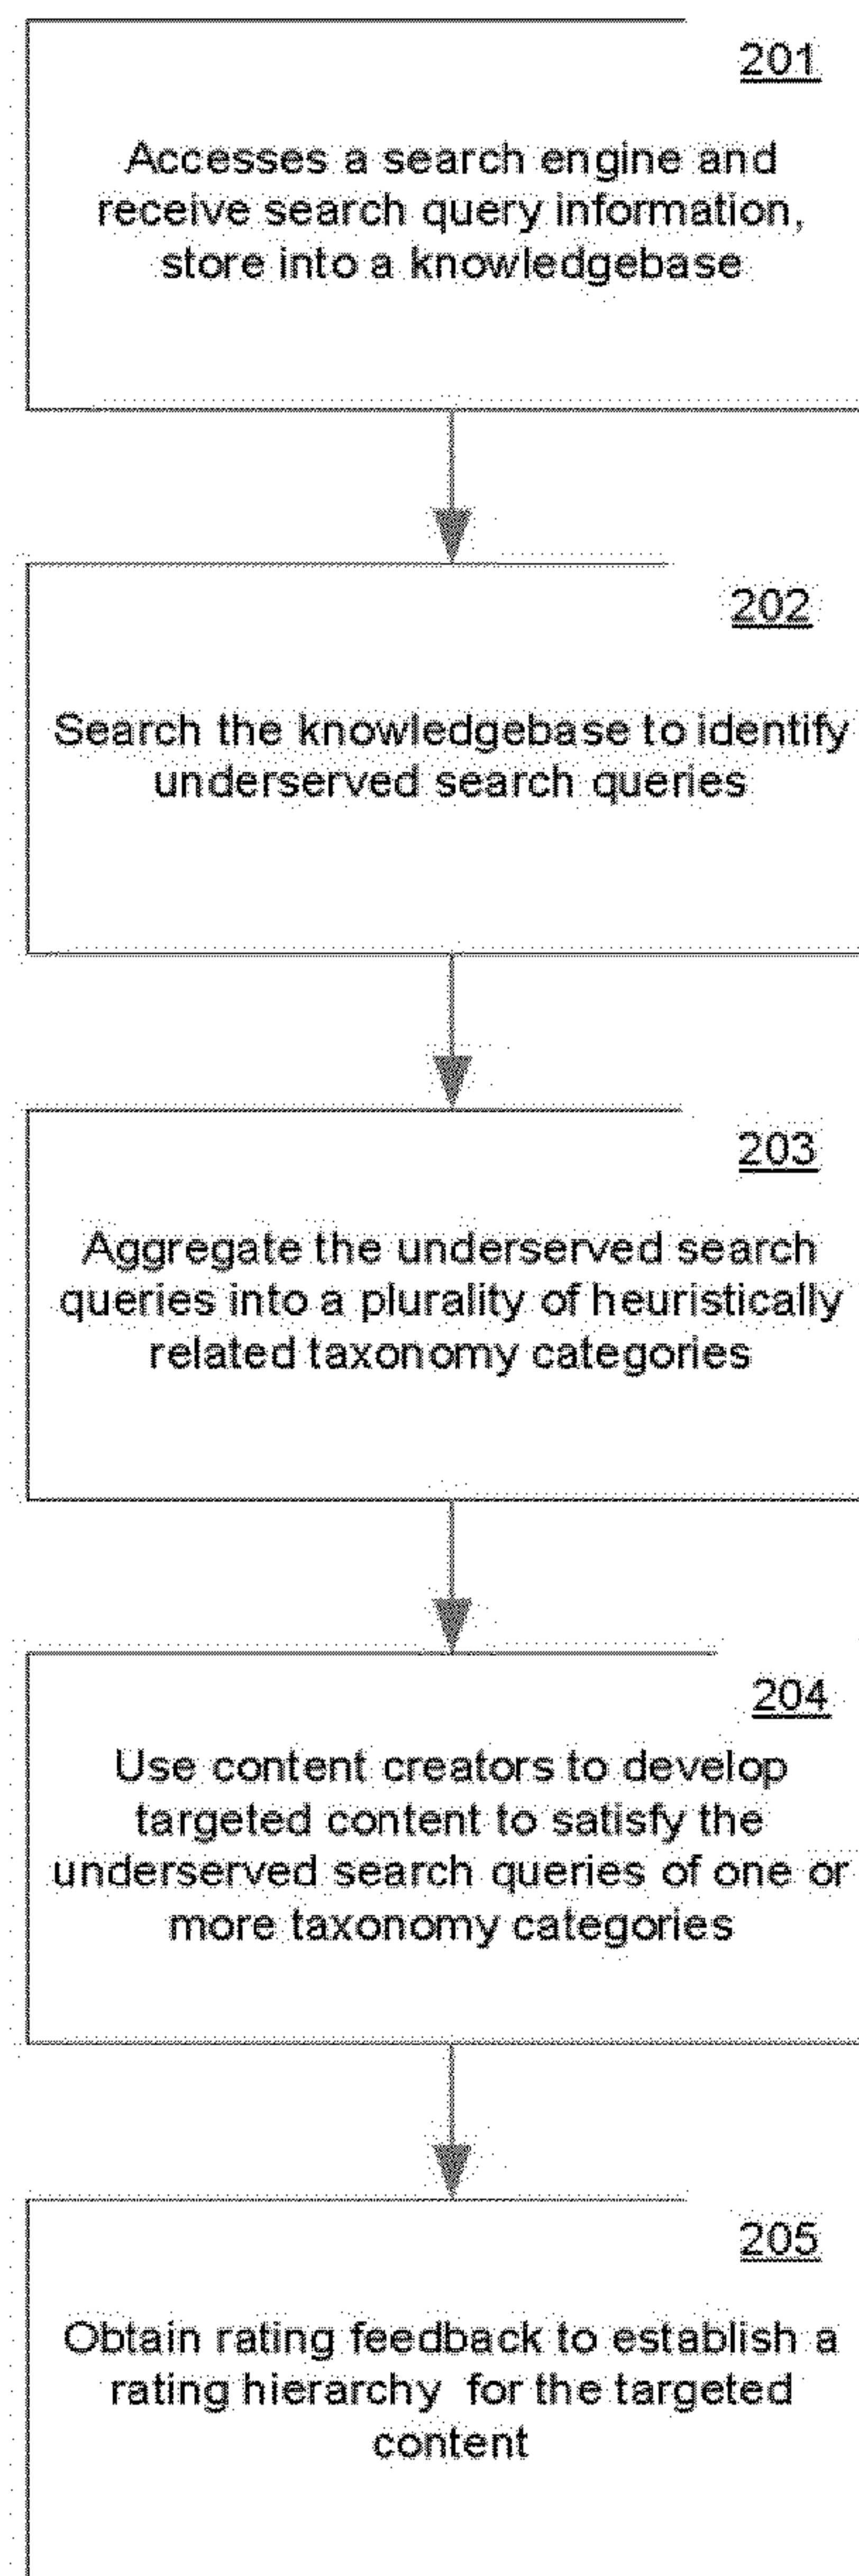 201
Accesses a search engine and
receive search query information,
store into a knowledgebase
202
Search the knowledgebase to identify
underserved search queries
203
Aggregate the underserved search
queries into a plurality of heuristically
related taxonomy categories
204
Use content creators to develop
targeted content to satisfy the
underserved search queries of one or
more taxonomy categories
205
Obtain rating feedback to establish a
rating hierarchy for the targeted
content